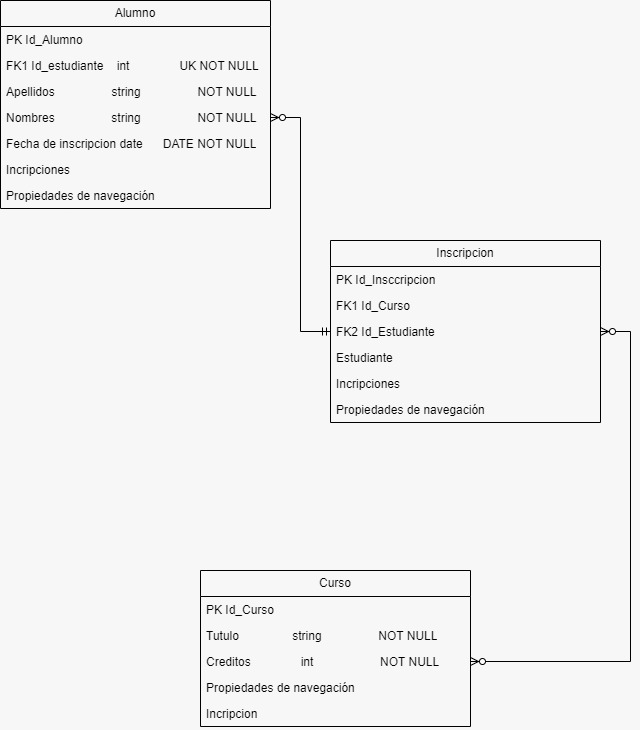 Alumno
PK Id_Alumno
FK1 Id_estudiante int UK NOT NULL
Apellidos string NOT NULL
Nombres string NOT NULL
Fecha de inscripcion date DATE NOT NULL
Incripciones
Propiedades de navegación
Inscripcion
PK Id_Insccripcion
FK1 Id_Curso
FK2 Id_Estudiante
Estudiante
Incripciones
Propiedades de navegación
Curso
PK Id_Curso
Tutulo string NOT NULL
Creditos int NOT NULL
Propiedades de navegación
Incripcion